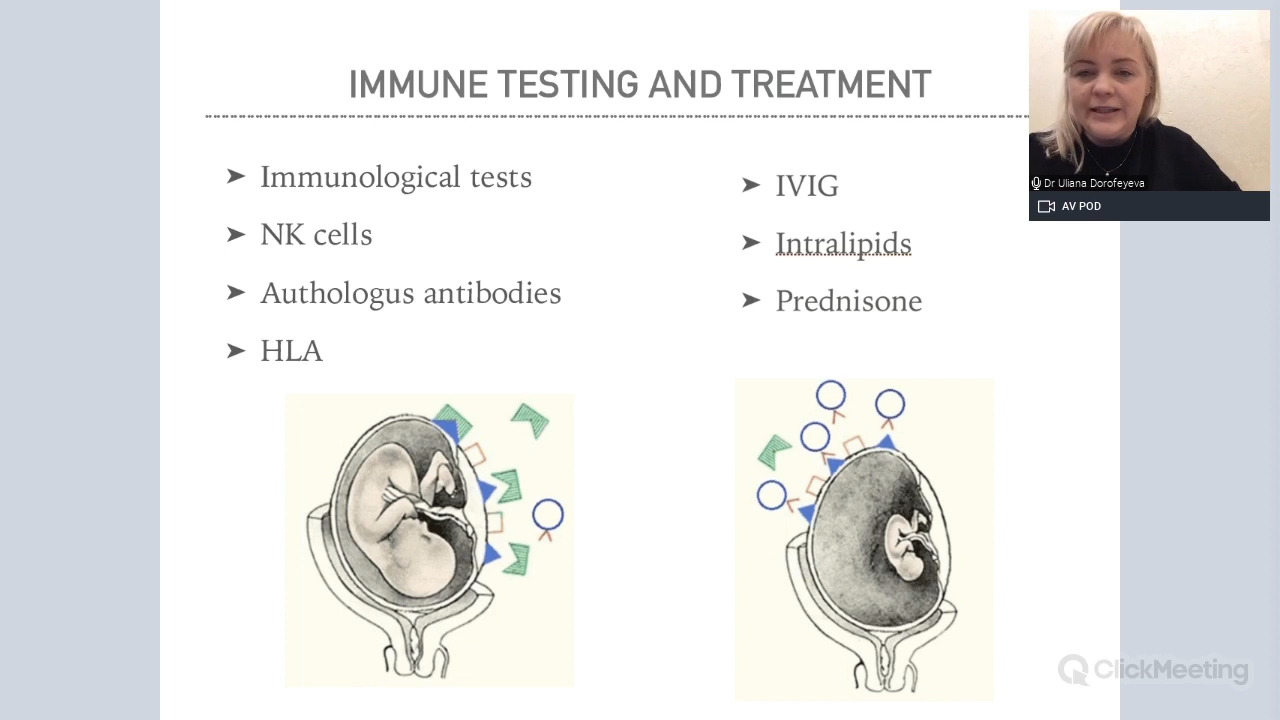 IMMUNE TESTING AND TREATMENT
➤ Immunological tests
➤ NK cells
➤ Authologus antibodies
➤ HLA
➤ IVIG
➤ Intralipids
➤ Prednisone
Dr Uliana Dorofeyeva
AV POD
ClickMeeting